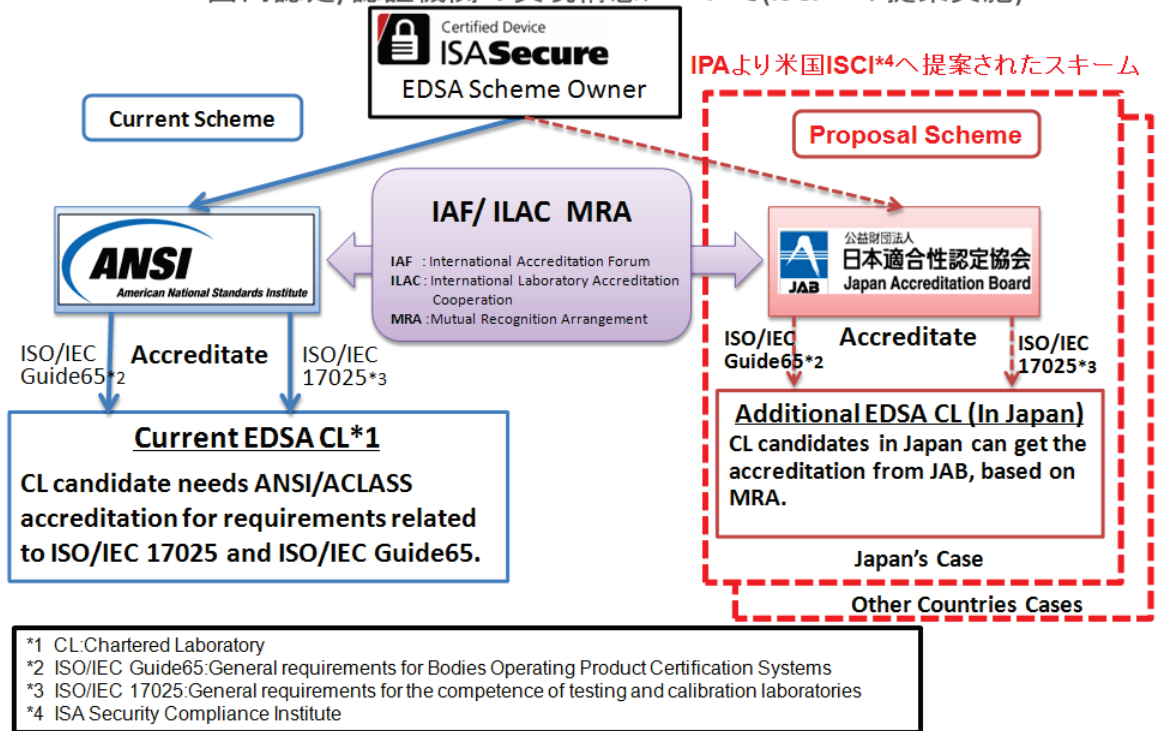 Certified Device
ISASecure
EDSA Scheme Owner
IPAより米国ISCI*4へ提案されたスキーム
Current Scheme
Proposal Scheme
IAF/ ILAC MRA
IAF : International Accreditation Forum
ILAC : International Laboratory Accreditation
Cooperation
MRA :Mutual Recognition Arrangement
ANSI
American National Standards Institute
公益財団法人
日本適合性認定協会
JAB Japan Accreditation Board
ISO/IEC
Guide65*2
Accreditate
ISO/IEC
17025*3
ISO/IEC
Guide65*2
Accreditate
ISO/IEC
17025*3
Current EDSA CL*1
CL candidate needs ANSI/ACLASS
accreditation for requirements related
to ISO/IEC 17025 and ISO/IEC Guide65.
Additional EDSA CL (In Japan)
CL candidates in Japan can get the
accreditation from JAB, based on
MRA.
Japan's Case
Other Countries Cases
*1 CL:Chartered Laboratory
*2 ISO/IEC Guide65:General requirements for Bodies Operating Product Certification Systems
*3 ISO/IEC 17025:General requirements for the competence of testing and calibration laboratories
*4 ISA Security Compliance Institute